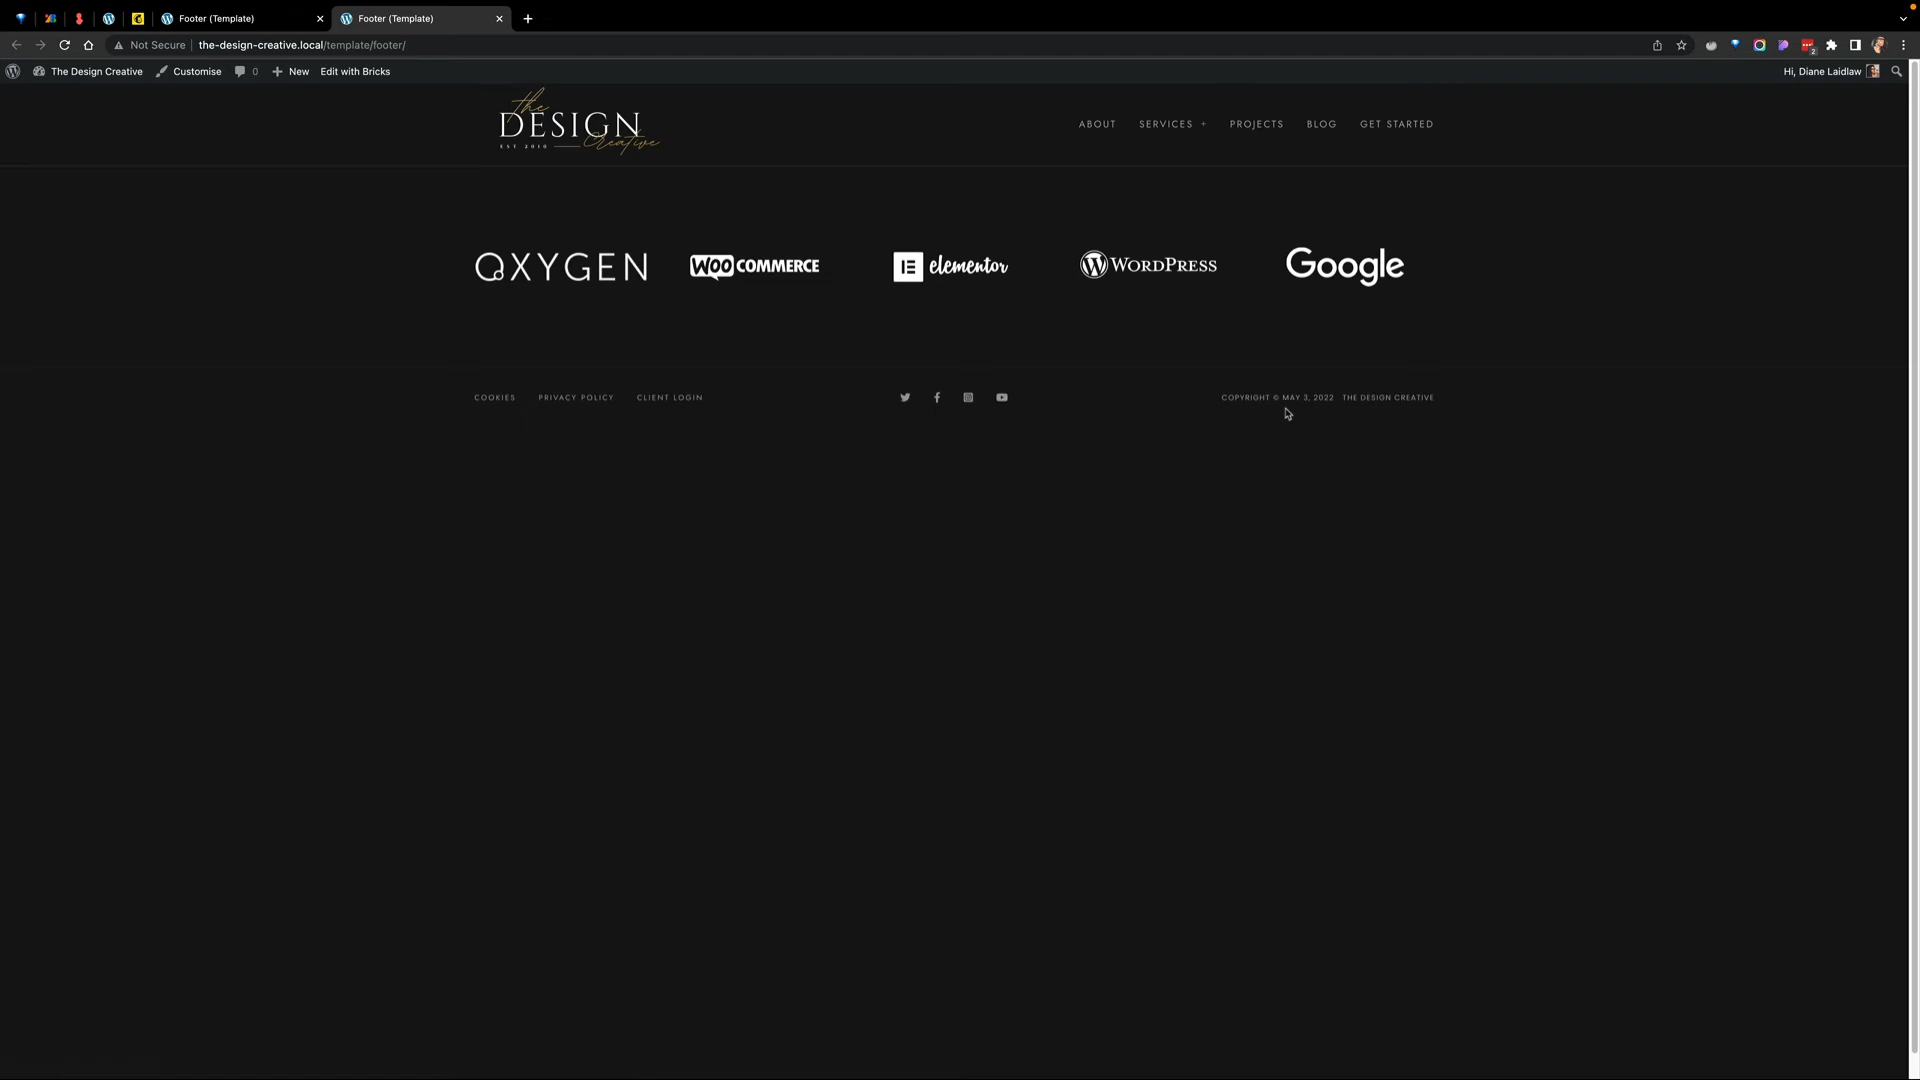 Footer (Template)
Footer (Template)
Not Secure
the-design-creative.local/template/footer/
2
The Design Creative
Customise
0
New
Edit with Bricks
Hi, Diane Laidlaw
the
DESIGN
Creative
EST 2010
ABOUT
SERVICES +
PROJECTS
BLOG
GET STARTED
OXYGEN
WOO COMMERCE
elementor
WORDPRESS
Google
COOKIES
PRIVACY POLICY
CLIENT LOGIN
COPYRIGHT © MAY 3, 2022 THE DESIGN CREATIVE